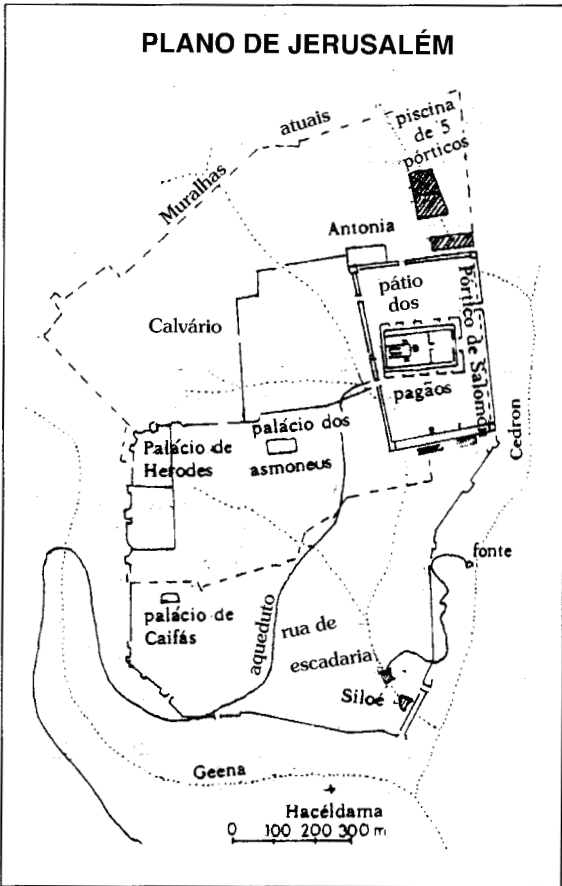 PLANO DE JERUSALÉM
atuais
Muralhas
piscina
de 5
pórticos
Antonia
pátio
dos
pagãos
Pórtico de Salomão
Calvário
Cedron
palácio dos
asmoneus
Palácio de
Herodes
fonte
palácio de
Caifás
aqueduto
rua de
escadaria
Siloé
Geena
Hacéldama
0 100 200 300 m